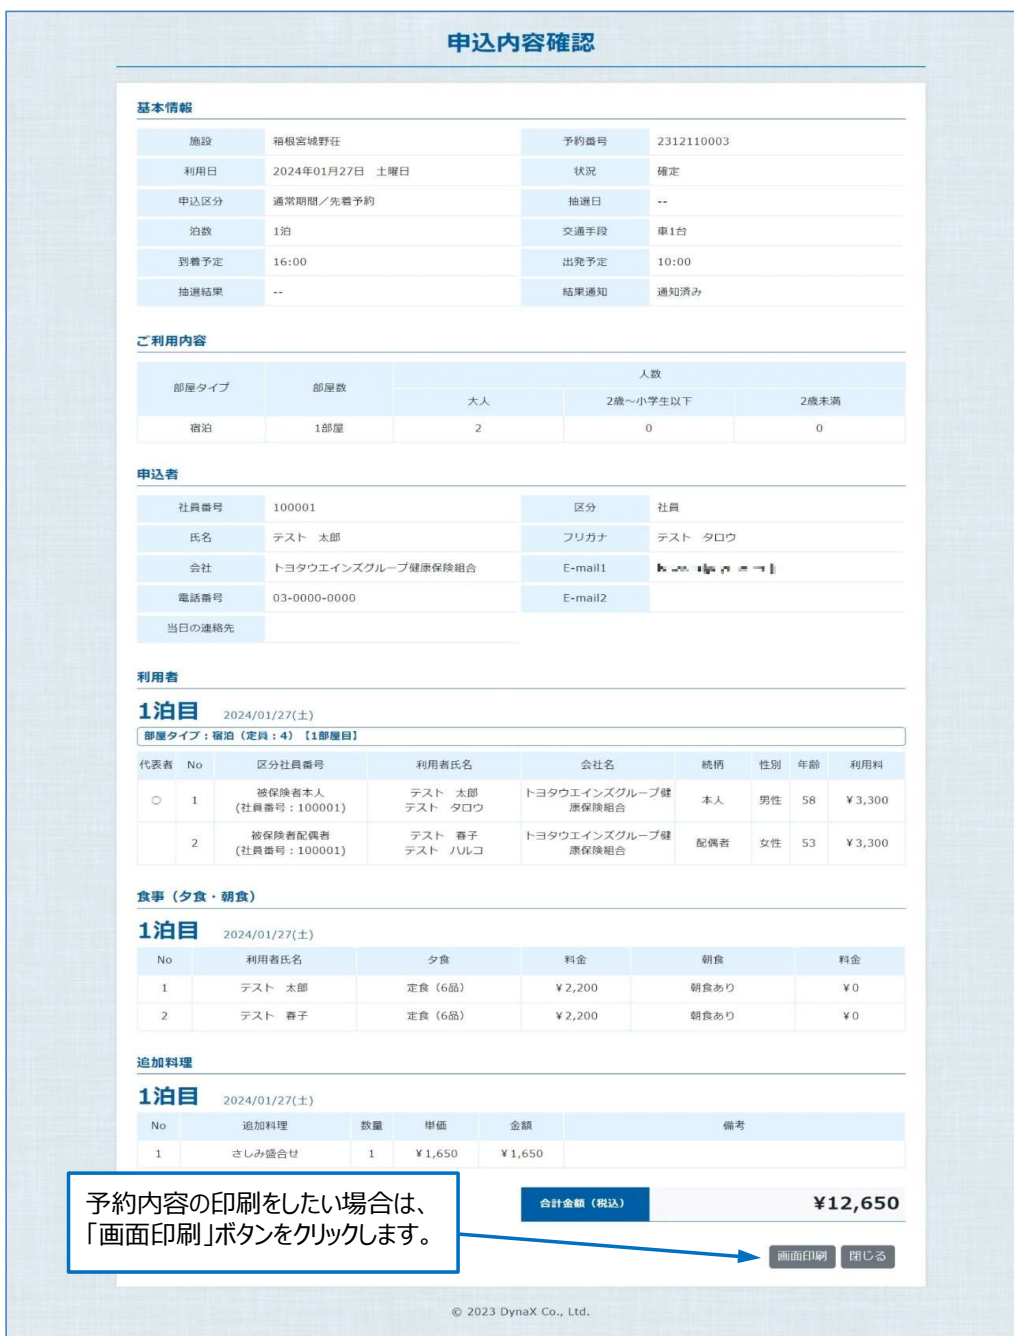 申込内容確認
基本情報
施設 箱根宮城野荘 予約番号 2312110003
利用日 2024年01月27日 土曜日 状況 確定
申込区分 通常期間／先着予約 抽選日 --
泊数 1泊 交通手段 車1台
到着予定 16:00 出発予定 10:00
抽選結果 -- 結果通知 通知済み
ご利用内容
部屋タイプ 部屋数 人数
大人 2歳～小学生以下 2歳未満
宿泊 1部屋 2 0 0
申込者
社員番号 100001 区分 社員
氏名 テスト 太郎 フリガナ テスト タロウ
会社 トヨタウエインズグループ健康保険組合 E-mail1
電話番号 03-0000-0000 E-mail2
当日の連絡先
利用者
1泊目 2024/01/27(土)
部屋タイプ：宿泊（定員：4）【1部屋目】
代表者 No 区分社員番号 利用者氏名 会社名 続柄 性別 年齢 利用料
○ 1 被保険者本人 (社員番号：100001) テスト 太郎 テスト タロウ トヨタウエインズグループ健康保険組合 本人 男性 58 ¥3,300
2 被保険者配偶者 (社員番号：100001) テスト 春子 テスト ハルコ トヨタウエインズグループ健康保険組合 配偶者 女性 53 ¥3,300
食事（夕食・朝食）
1泊目 2024/01/27(土)
No 利用者氏名 夕食 料金 朝食 料金
1 テスト 太郎 定食（6品） ¥2,200 朝食あり ¥0
2 テスト 春子 定食（6品） ¥2,200 朝食あり ¥0
追加料理
1泊目 2024/01/27(土)
No 追加料理 数量 単価 金額 備考
1 さしみ盛合せ 1 ¥1,650 ¥1,650
合計金額（税込） ¥12,650
予約内容の印刷をしたい場合は、
「画面印刷」ボタンをクリックします。
画面印刷 閉じる
© 2023 DynaX Co., Ltd.